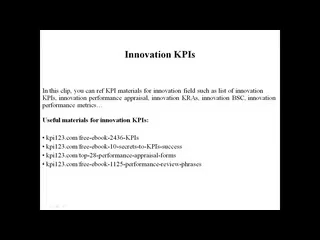 Innovation KPIs
In this clip, you can ref KPI materials for innovation field such as list of innovation
KPIs, innovation performance appraisal, innovation KRAs, innovation BSC, innovation
performance metrics…
Useful materials for innovation KPIs:
• kpi123.com/free-ebook-2436-KPIs
• kpi123.com/free-ebook-10-secrets-to-KPIs-success
• kpi123.com/top-28-performance-appraisal-forms
• kpi123.com/free-ebook-1125-performance-review-phrases